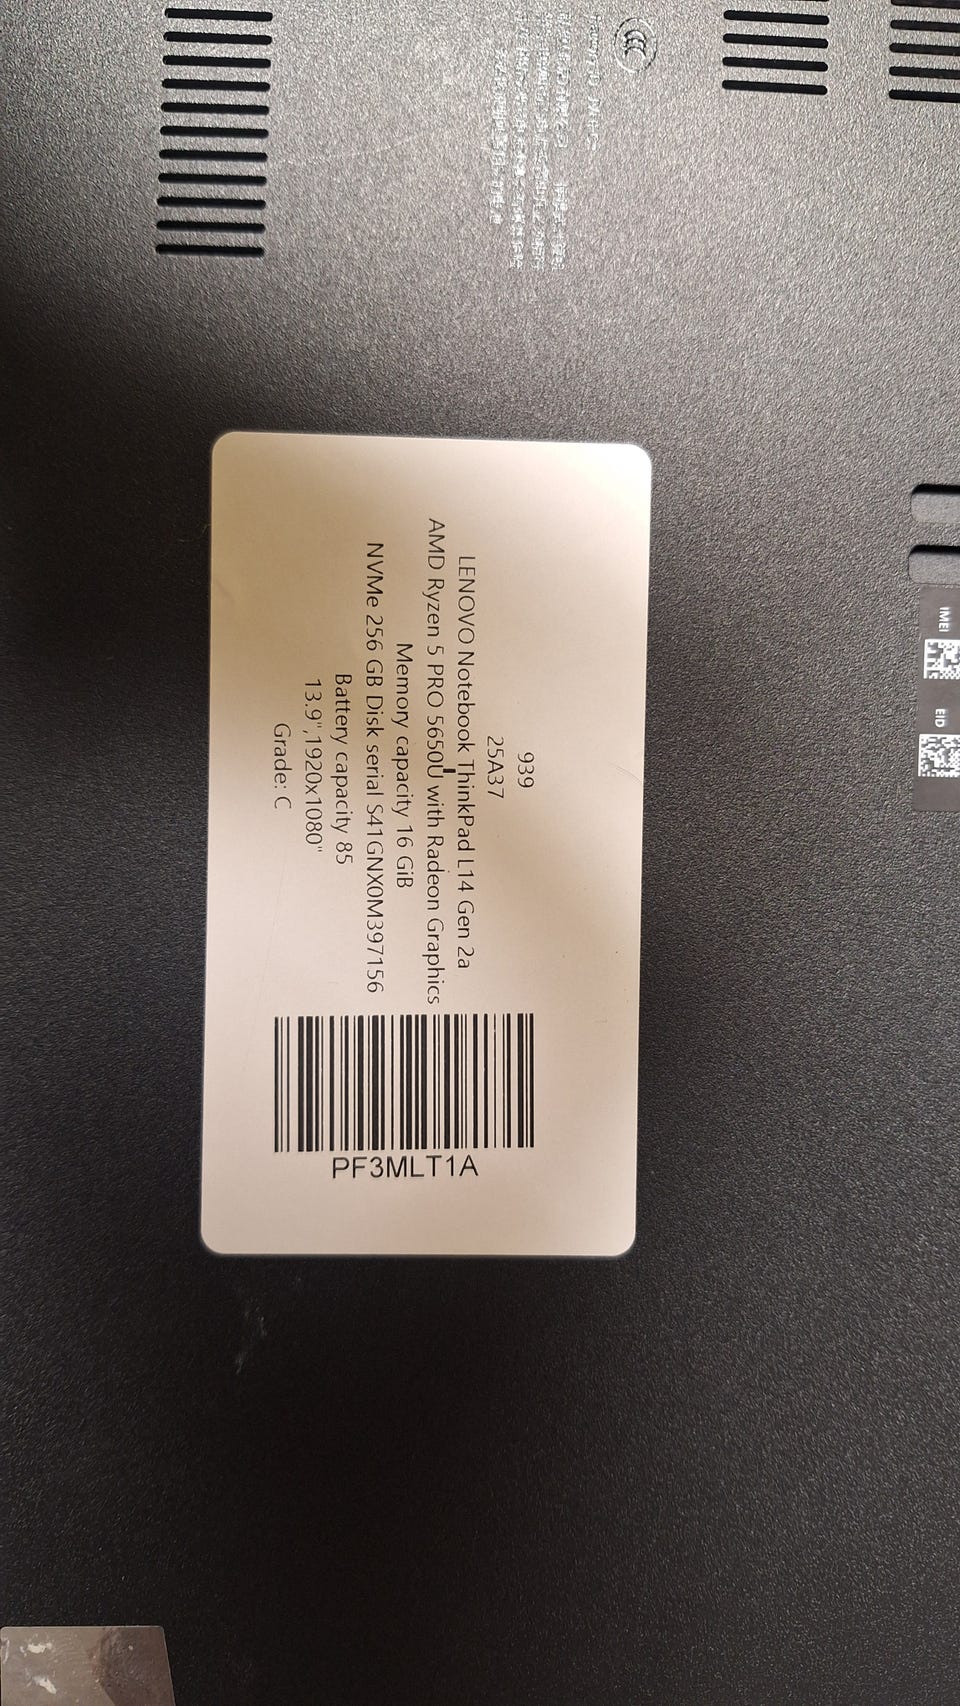 939
25A37
LENOVO Notebook ThinkPad L14 Gen 2a
AMD Ryzen 5 PRO 5650U with Radeon Graphics
Memory capacity 16 GiB
NVMe 256 GB Disk serial S41GNX0M397156
Battery capacity 85
13.9",1920x1080"
Grade: C
PF3MLT1A
IMEI
EID